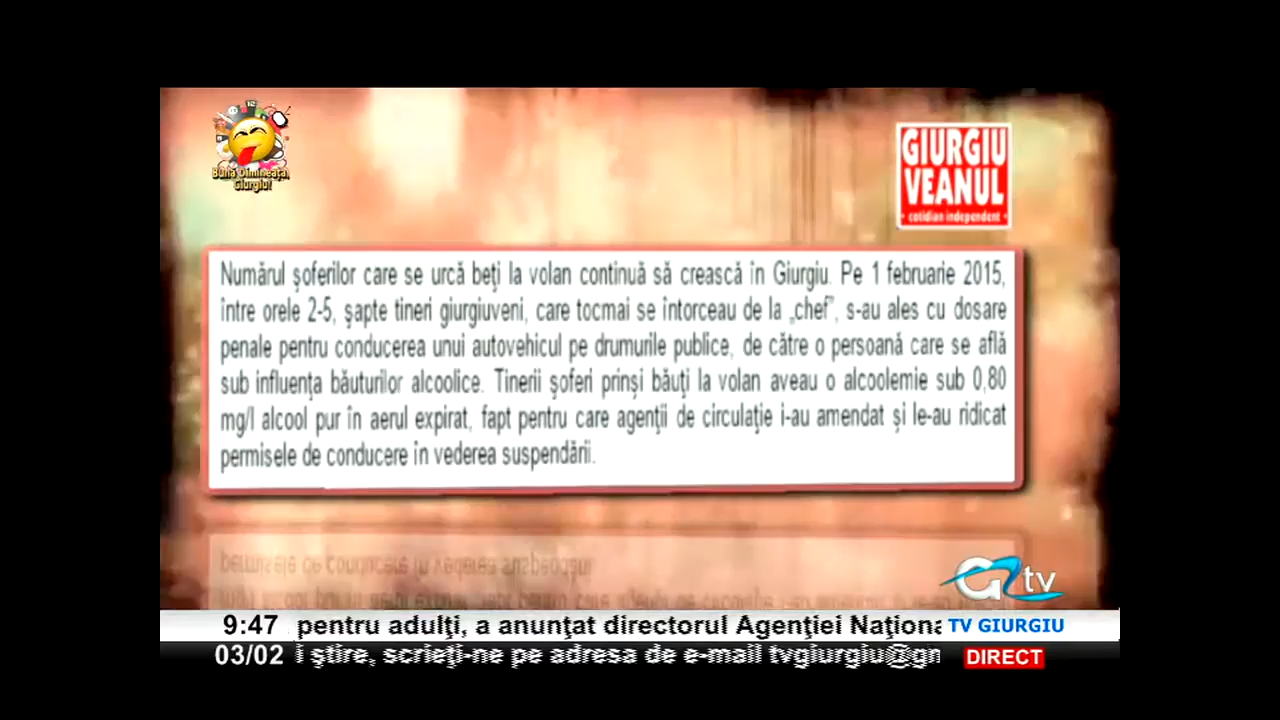 Bună Dimineața,
Giurgiu!
GIURGIU
VEANUL
• cotidian independent •
Numărul şoferilor care se urcă beţi la volan continuă să crească în Giurgiu. Pe 1 februarie 2015,
între orele 2-5, şapte tineri giurgiuveni, care tocmai se întorceau de la „chef”, s-au ales cu dosare
penale pentru conducerea unui autovehicul pe drumurile publice, de către o persoană care se află
sub influenţa băuturilor alcoolice. Tinerii şoferi prinşi băuţi la volan aveau o alcoolemie sub 0,80
mg/l alcool pur în aerul expirat, fapt pentru care agenţii de circulaţie i-au amendat şi le-au ridicat
permisele de conducere în vederea suspendării.
G tv
9:47 pentru adulţi, a anunţat directorul Agenţiei Naţiona TV GIURGIU
03/02 i ştire, scrieţi-ne pe adresa de e-mail tvgiurgiu@gm DIRECT